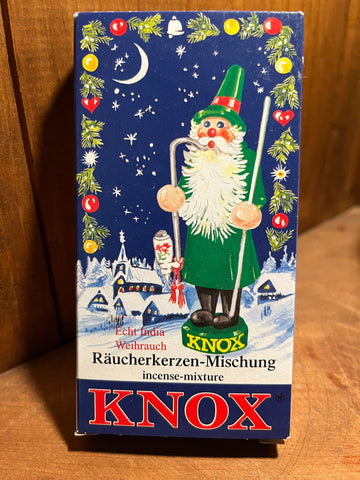 KNOX
Echt India
Weihrauch
Räucherkerzen-Mischung
incense-mixture
KNOX®